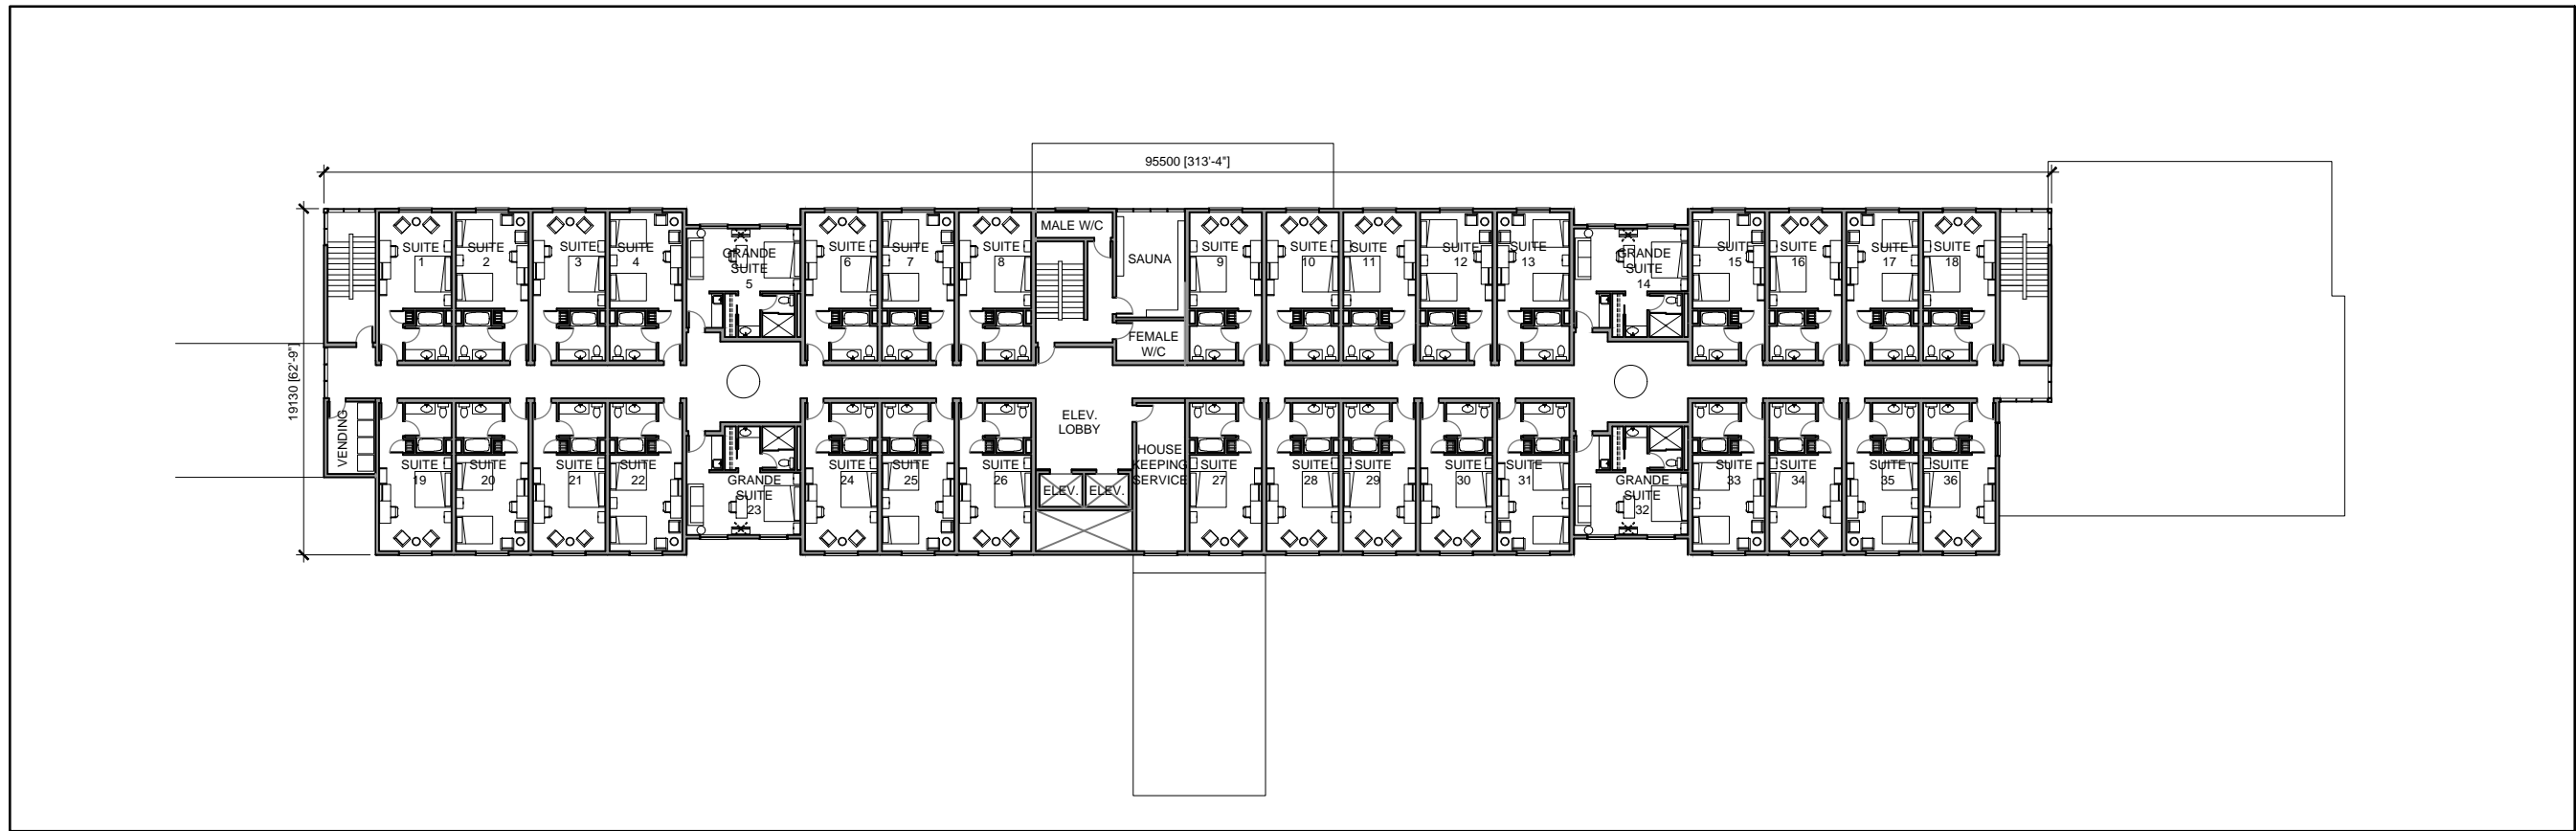 95500 [313'-4"]
19130 [62'-9"]
SUITE
1
SUITE
2
SUITE
3
SUITE
4
GRANDE
SUITE
5
SUITE
6
SUITE
7
SUITE
8
MALE W/C
SAUNA
FEMALE
W/C
SUITE
9
SUITE
10
SUITE
11
SUITE
12
SUITE
13
GRANDE
SUITE
14
SUITE
15
SUITE
16
SUITE
17
SUITE
18
VENDING
SUITE
19
SUITE
20
SUITE
21
SUITE
22
GRANDE
SUITE
23
SUITE
24
SUITE
25
SUITE
26
ELEV.
LOBBY
ELEV.
ELEV.
HOUSE
KEEPING
SERVICE
SUITE
27
SUITE
28
SUITE
29
SUITE
30
SUITE
31
GRANDE
SUITE
32
SUITE
33
SUITE
34
SUITE
35
SUITE
36